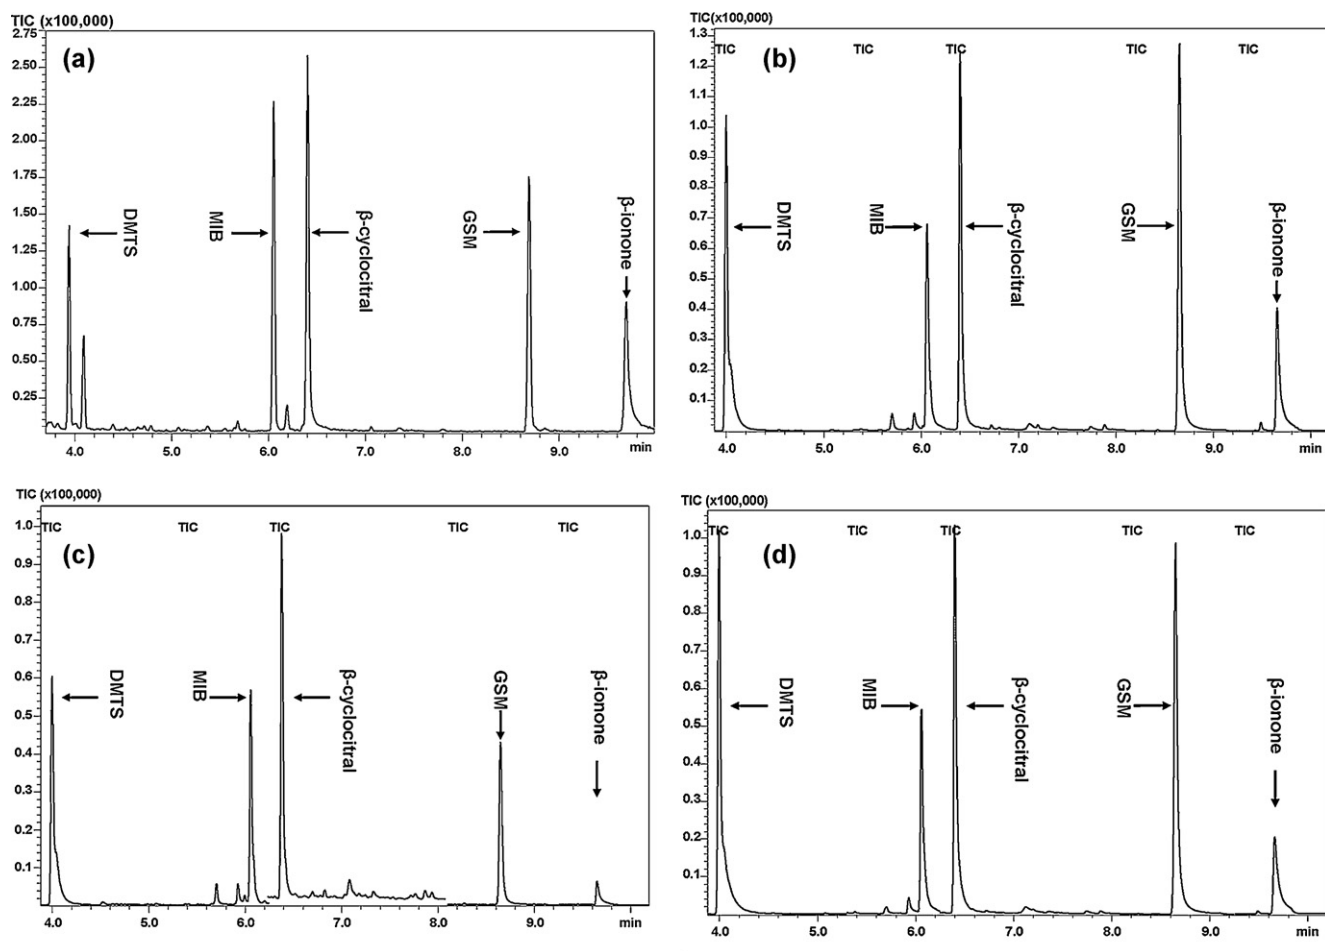 TIC (x100,000)
2.75
(a)
2.50
2.25
2.00
1.75
1.50
1.25
1.00
0.75
0.50
0.25
DMTS
MIB
β-cyclocitral
GSM
β-ionone
4.0 5.0 6.0 7.0 8.0 9.0 min
TIC(x100,000)
1.3
TIC TIC TIC TIC TIC
(b)
1.2
1.1
1.0
0.9
0.8
0.7
0.6
0.5
0.4
0.3
0.2
0.1
DMTS
MIB
β-cyclocitral
GSM
β-ionone
4.0 5.0 6.0 7.0 8.0 9.0 min
TIC (x100,000)
1.0
TIC TIC TIC TIC TIC
(c)
0.9
0.8
0.7
0.6
0.5
0.4
0.3
0.2
0.1
DMTS
MIB
β-cyclocitral
GSM
β-ionone
4.0 5.0 6.0 7.0 8.0 9.0 min
TIC (x100,000)
TIC TIC TIC TIC TIC
1.0
(d)
0.9
0.8
0.7
0.6
0.5
0.4
0.3
0.2
0.1
DMTS
MIB
β-cyclocitral
GSM
β-ionone
4.0 5.0 6.0 7.0 8.0 9.0 min